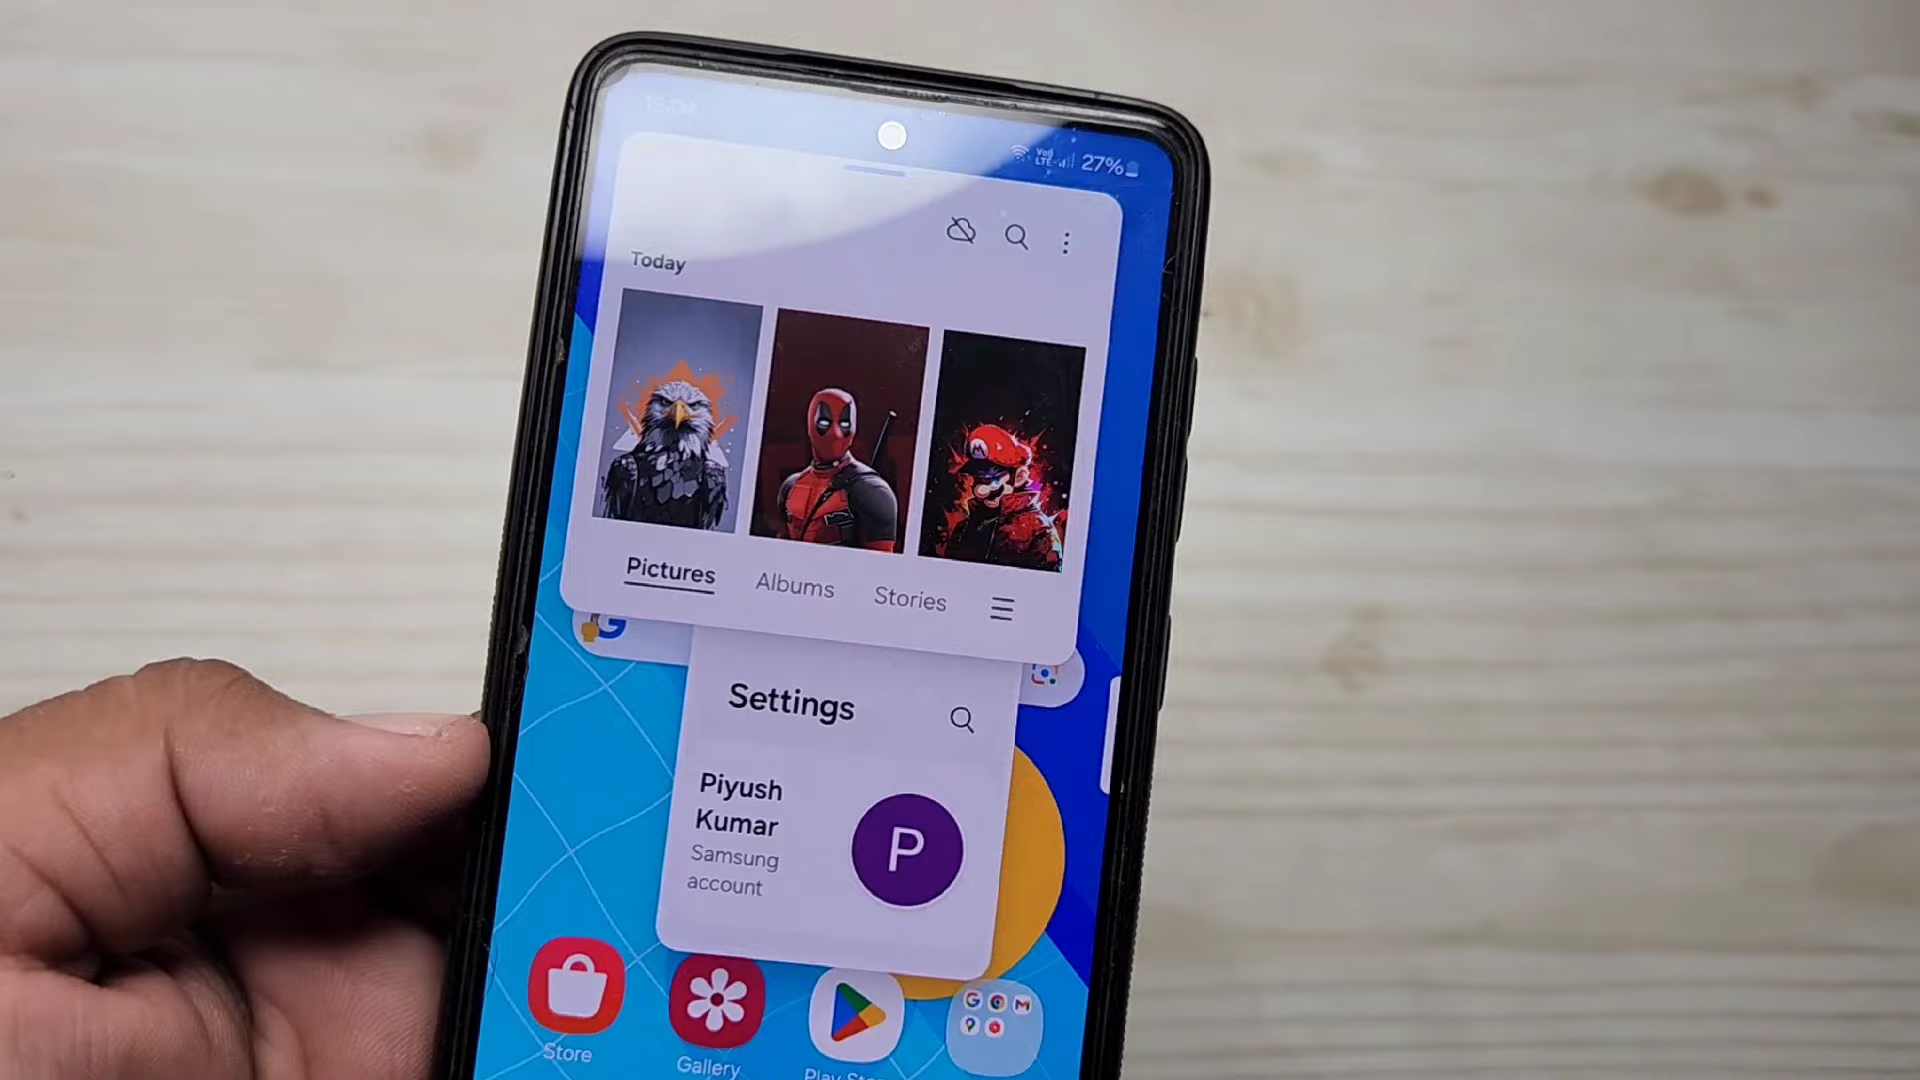 27%
Today
Pictures Albums Stories
Settings
Piyush
Kumar
Samsung
account
P
Store
Gallery